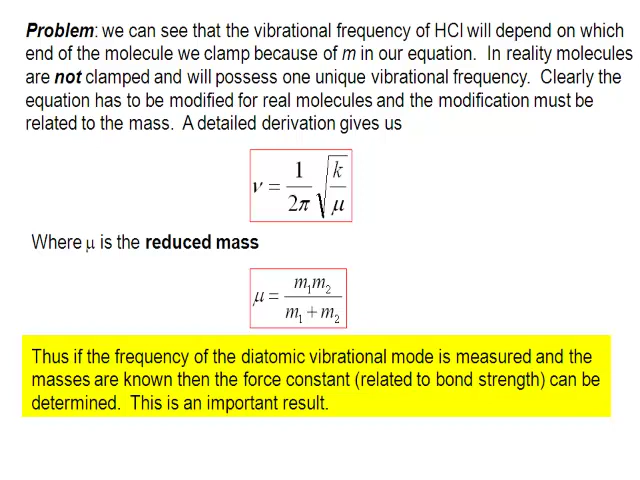 Problem: we can see that the vibrational frequency of HCl will depend on which
end of the molecule we clamp because of m in our equation. In reality molecules
are not clamped and will possess one unique vibrational frequency. Clearly the
equation has to be modified for real molecules and the modification must be
related to the mass. A detailed derivation gives us
ν = 1/2π √(k/μ)
Where μ is the reduced mass
μ = m₁m₂/(m₁ + m₂)
Thus if the frequency of the diatomic vibrational mode is measured and the
masses are known then the force constant (related to bond strength) can be
determined. This is an important result.